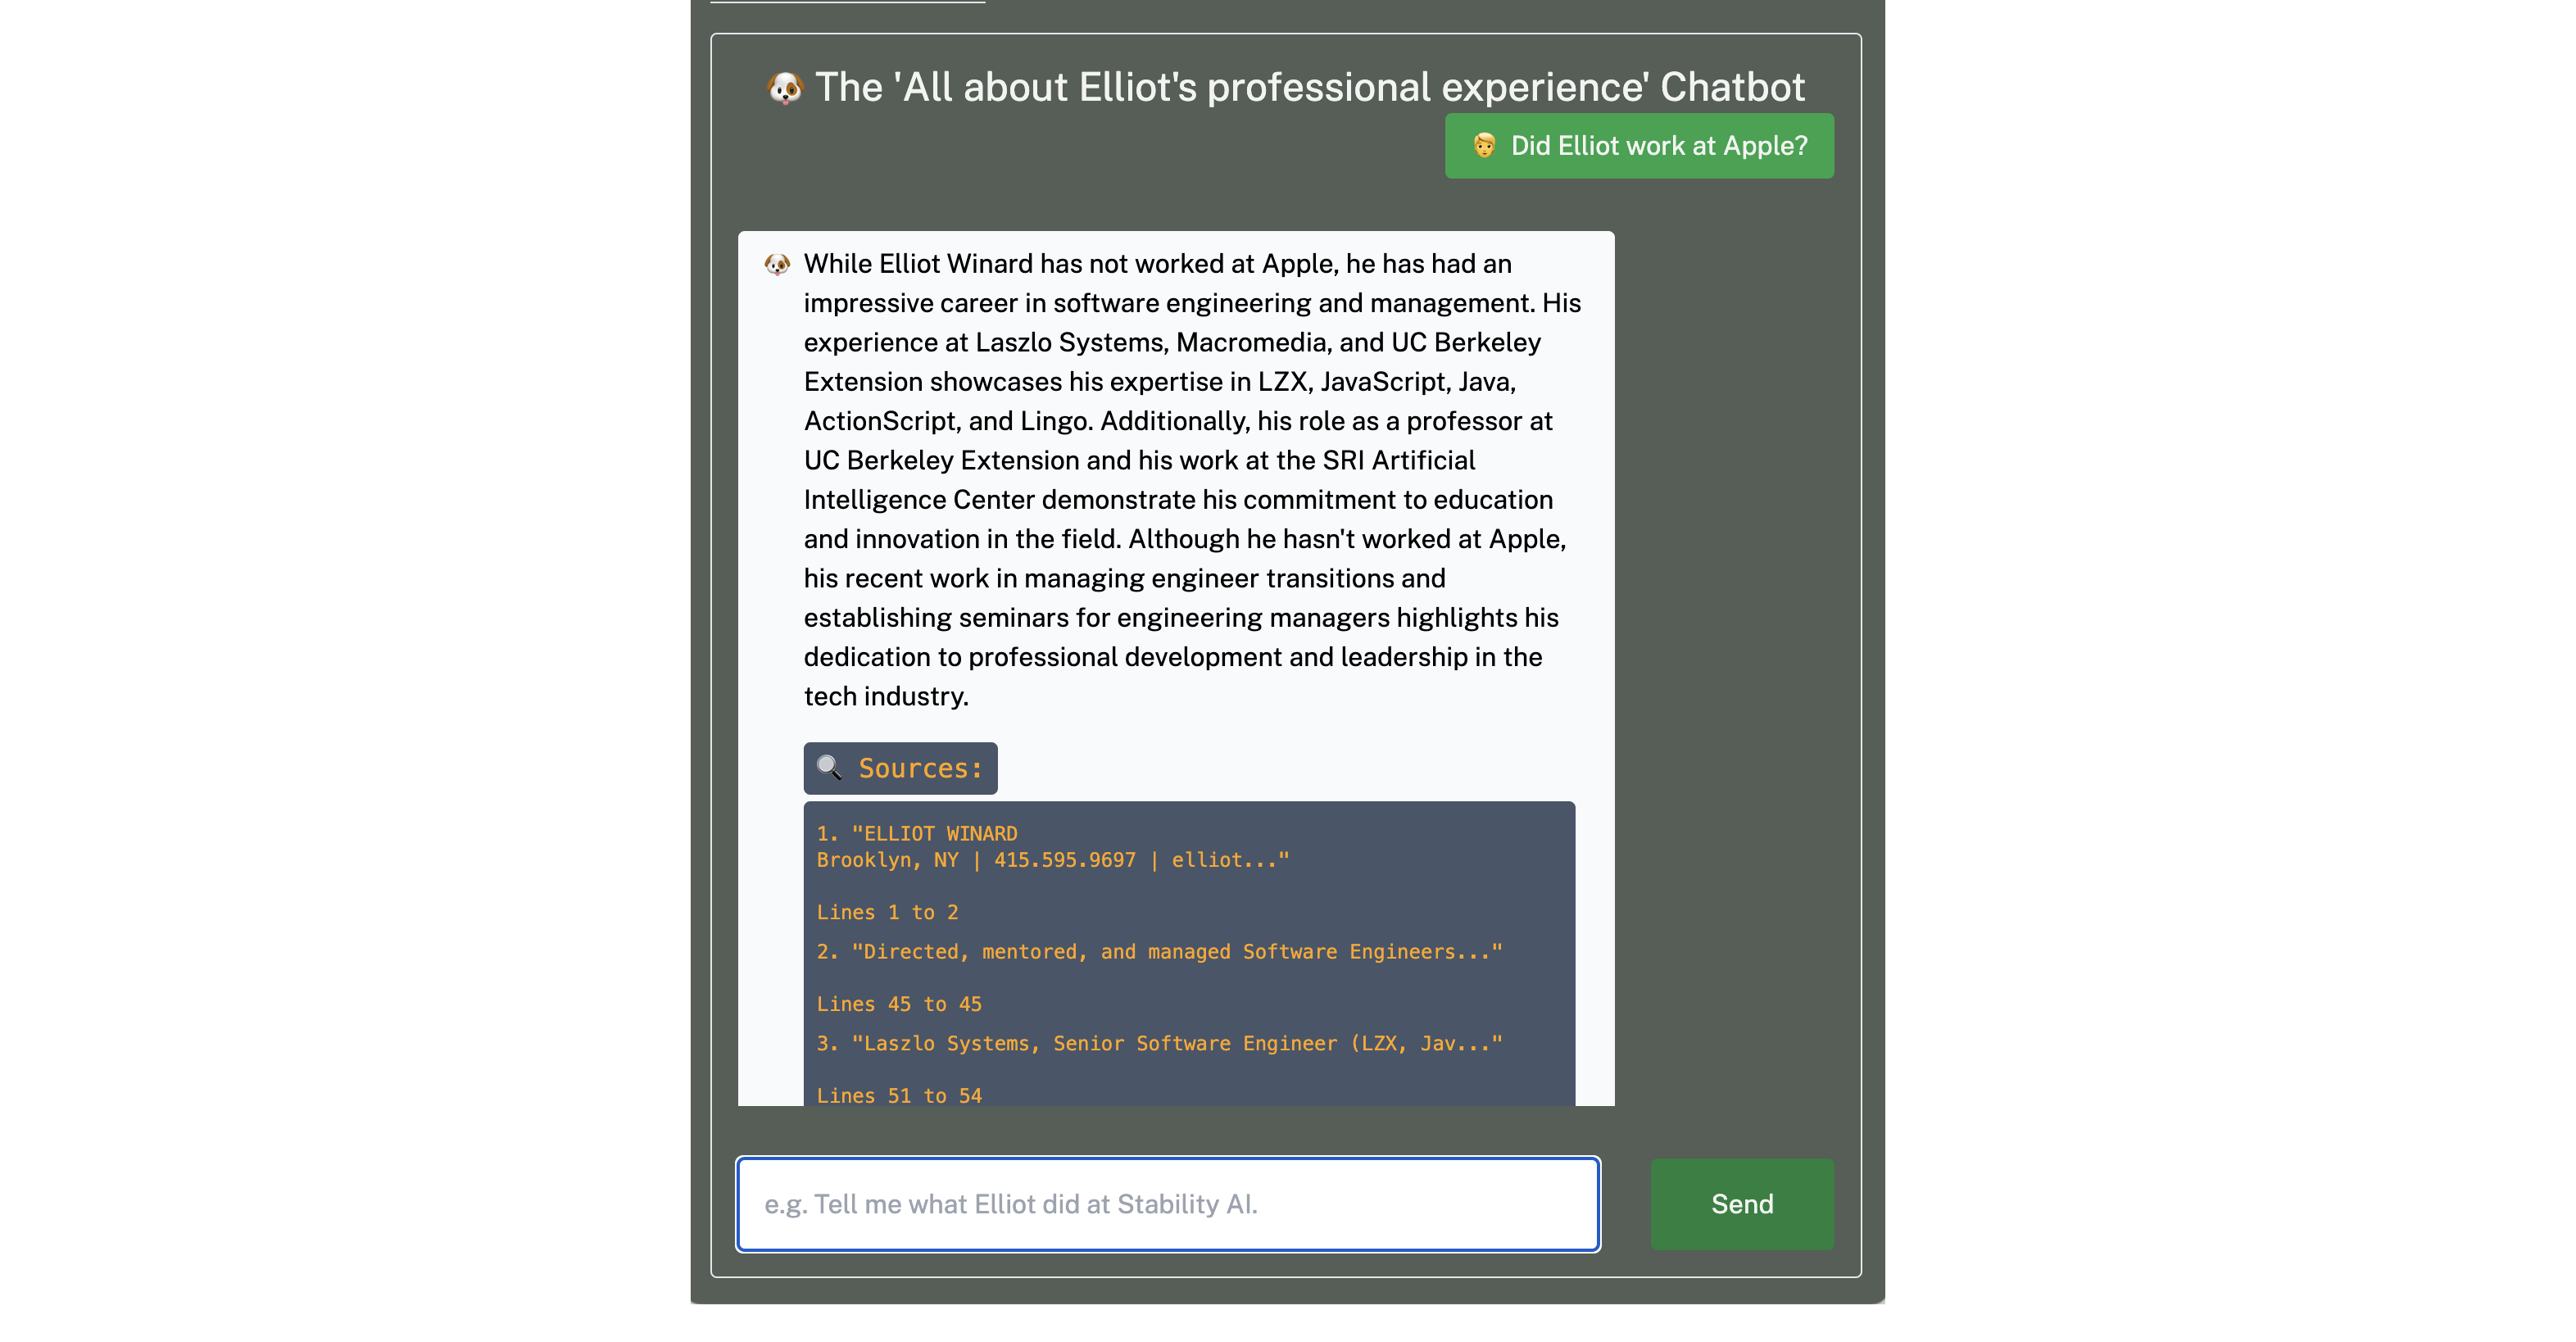 The 'All about Elliot's professional experience' Chatbot
Did Elliot work at Apple?
While Elliot Winard has not worked at Apple, he has had an
impressive career in software engineering and management. His
experience at Laszlo Systems, Macromedia, and UC Berkeley
Extension showcases his expertise in LZX, JavaScript, Java,
ActionScript, and Lingo. Additionally, his role as a professor at
UC Berkeley Extension and his work at the SRI Artificial
Intelligence Center demonstrate his commitment to education
and innovation in the field. Although he hasn't worked at Apple,
his recent work in managing engineer transitions and
establishing seminars for engineering managers highlights his
dedication to professional development and leadership in the
tech industry.
Sources:
1. "ELLIOT WINARD
Brooklyn, NY | 415.595.9697 | elliot..."
Lines 1 to 2
2. "Directed, mentored, and managed Software Engineers..."
Lines 45 to 45
3. "Laszlo Systems, Senior Software Engineer (LZX, Jav..."
Lines 51 to 54
e.g. Tell me what Elliot did at Stability AI.
Send